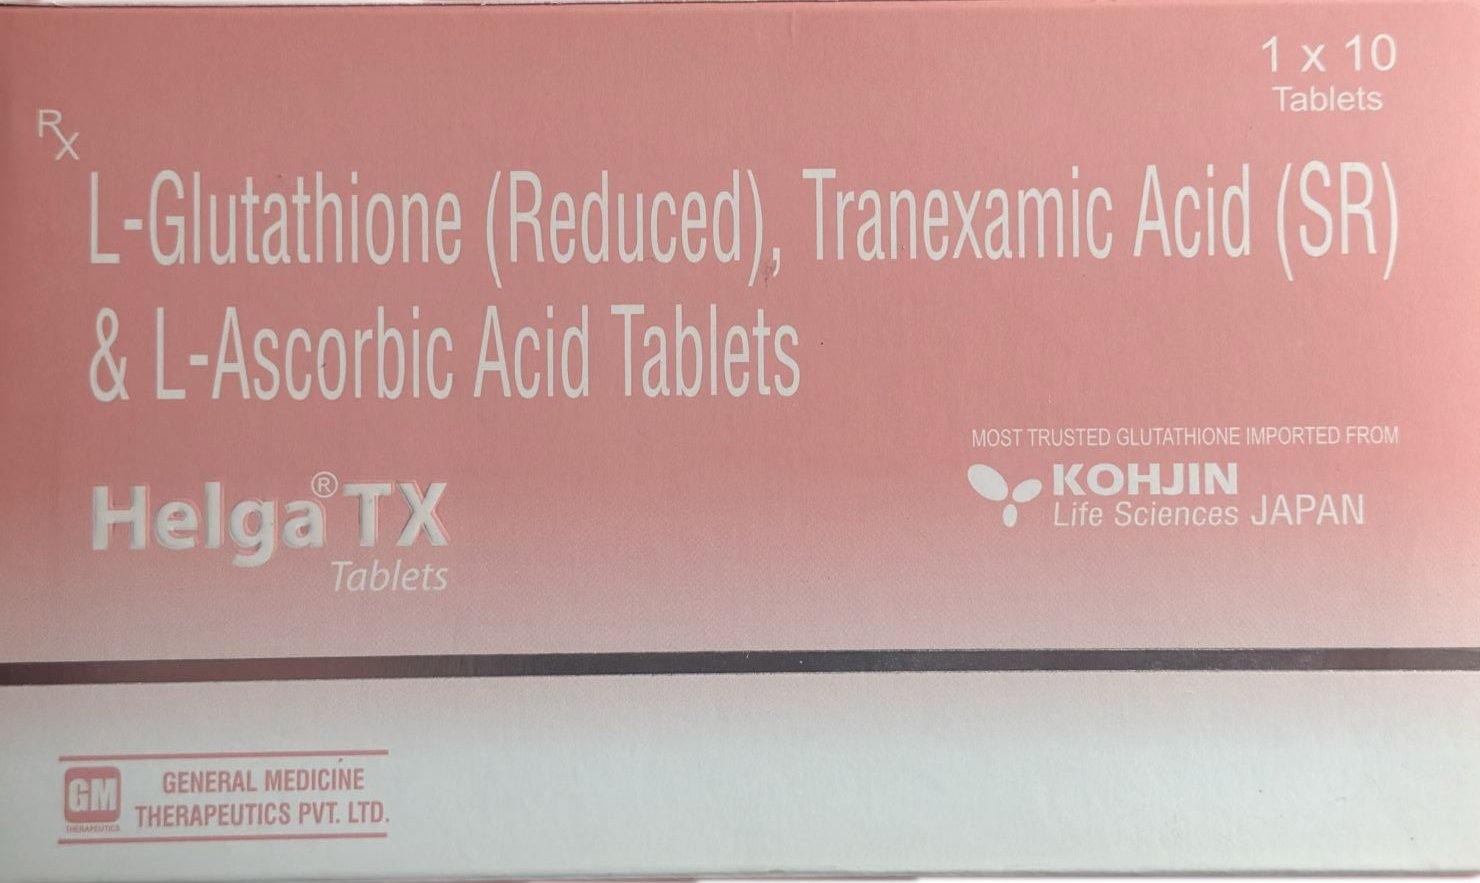 1 x 10
Tablets
Rx
L-Glutathione (Reduced), Tranexamic Acid (SR)
& L-Ascorbic Acid Tablets
MOST TRUSTED GLUTATHIONE IMPORTED FROM
KOHJIN
Life Sciences JAPAN
Helga® TX
Tablets
GM
THERAPEUTICS
GENERAL MEDICINE
THERAPEUTICS PVT. LTD.